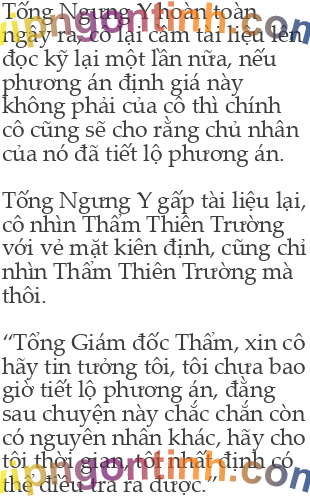 Tống Ngưng Y hoàn toàn
ngây ra, cô lại cầm tài liệu lên
đọc kỹ lại một lần nữa, nếu
phương án định giá này
không phải của cô thì chính
cô cũng sẽ cho rằng chủ nhân
của nó đã tiết lộ phương án.
Tống Ngưng Y gấp tài liệu lại,
cô nhìn Thẩm Thiên Trường
với vẻ mặt kiên định, cũng chỉ
nhìn Thẩm Thiên Trường mà
thôi.
“Tổng Giám đốc Thẩm, xin cô
hãy tin tưởng tôi, tôi chưa bao
giờ tiết lộ phương án, đằng
sau chuyện này chắc chắn còn
có nguyên nhân khác, hãy cho
tôi thời gian, tôi nhất định có
thể điều tra ra được.”
vipngontinh.com
vipngontinh.com